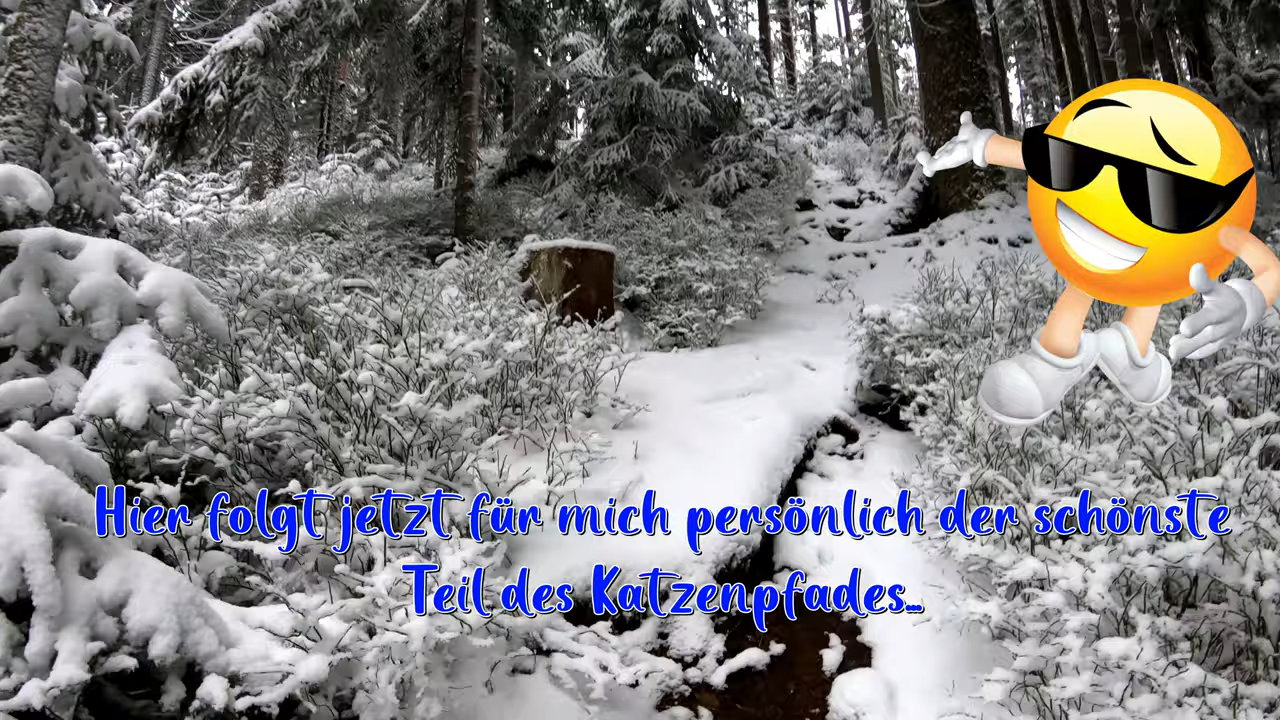 Hier folgt jetzt für mich persönlich der schönste
Teil des Katzenpfades...